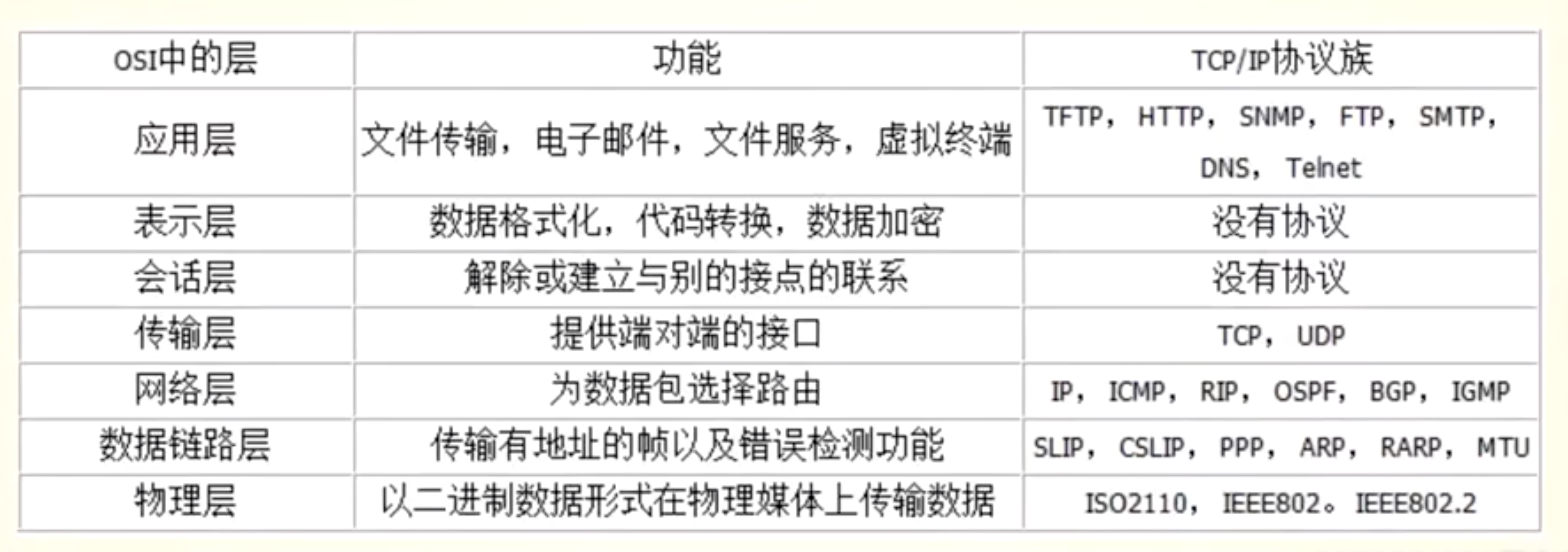 OSI中的层 功能 TCP/IP协议族
应用层 文件传输，电子邮件，文件服务，虚拟终端 TFTP，HTTP，SNMP，FTP，SMTP，
DNS，Telnet
表示层 数据格式化，代码转换，数据加密 没有协议
会话层 解除或建立与别的接点的联系 没有协议
传输层 提供端对端的接口 TCP，UDP
网络层 为数据包选择路由 IP，ICMP，RIP，OSPF，BGP，IGMP
数据链路层 传输有地址的帧以及错误检测功能 SLIP，CSLIP，PPP，ARP，RARP，MTU
物理层 以二进制数据形式在物理媒体上传输数据 ISO2110，IEEE802。IEEE802.2